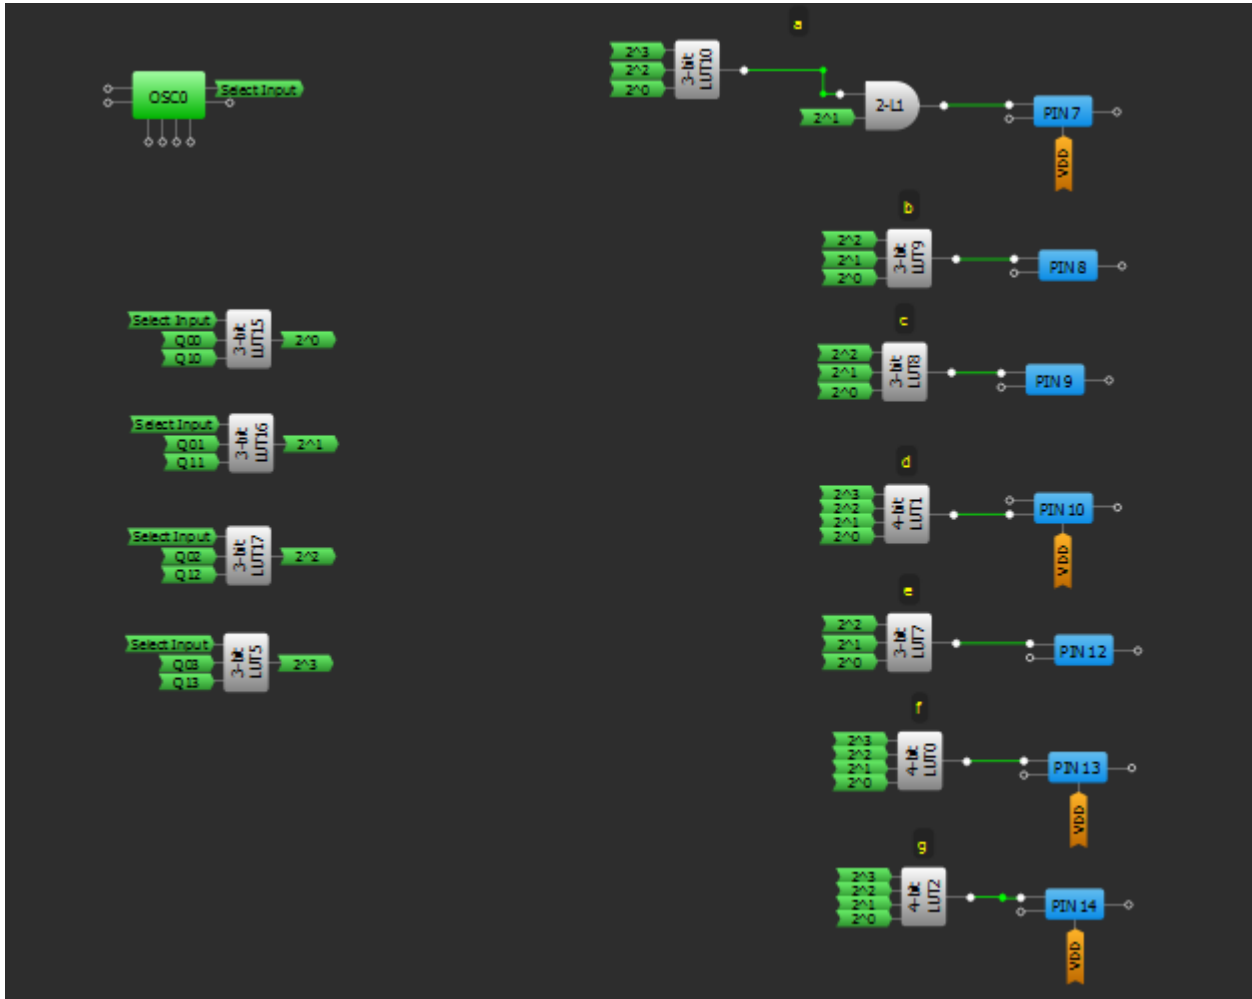 OSC0
Select Input
a
2^3
2^2
2^0
3-bit
LUT10
2^1
2-L1
PIN 7
VDD
b
2^2
2^1
2^0
3-bit
LUT9
PIN 8
Select Input
Q00
Q10
3-bit
LUT15
2^0
c
2^2
2^1
2^0
3-bit
LUT8
PIN 9
Select Input
Q01
Q11
3-bit
LUT16
2^1
d
2^3
2^2
2^1
2^0
4-bit
LUT1
PIN 10
VDD
Select Input
Q02
Q12
3-bit
LUT17
2^2
e
2^2
2^1
2^0
3-bit
LUT7
PIN 12
Select Input
Q03
Q13
3-bit
LUT5
2^3
f
2^3
2^2
2^1
2^0
4-bit
LUT0
PIN 13
VDD
g
2^3
2^2
2^1
2^0
4-bit
LUT2
PIN 14
VDD